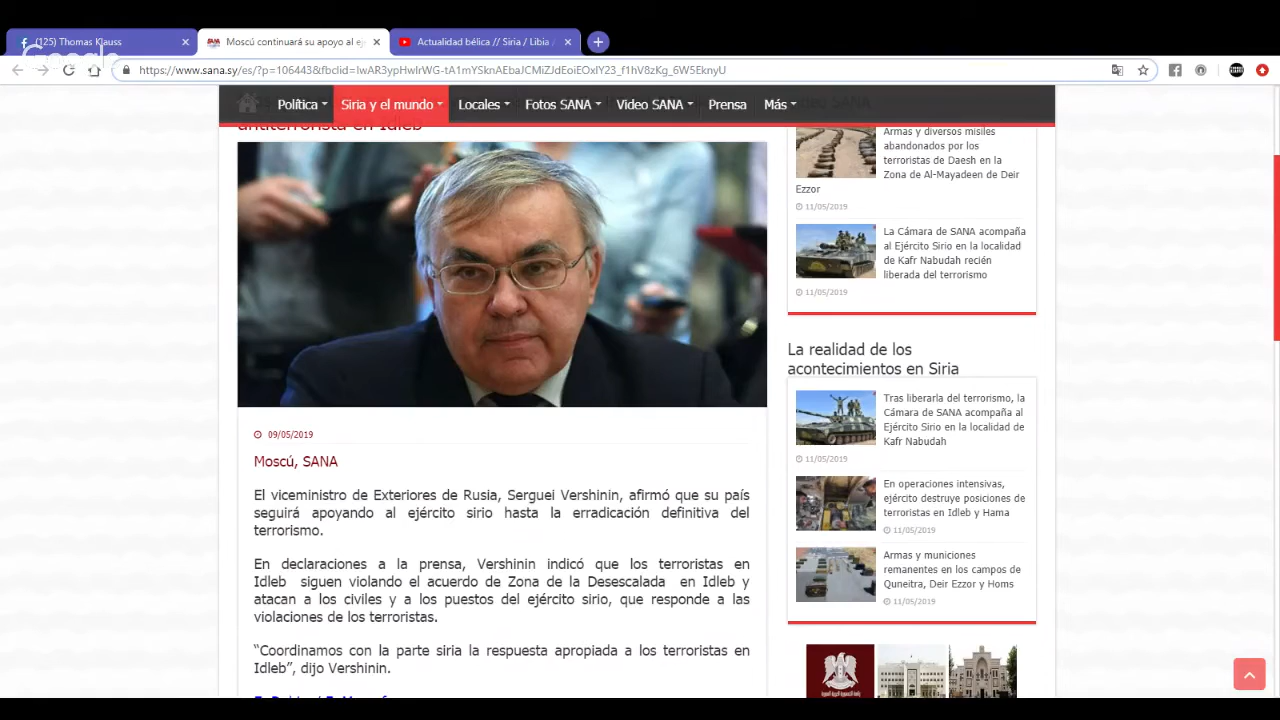 (125) Thomas Klauss
Moscú continuará su apoyo al ej
Actualidad bélica // Siria / Libia /
Google
https://www.sana.sy/es/?p=106443&fbclid=IwAR3ypHwIrWG-tA1mYSknAEbaJCMiZJdEoiEOxIY23_f1hV8zKg_6W5EknyU
Política
Siria y el mundo
Locales
Fotos SANA
Video SANA
Prensa
Más
antiterrorista en Idleb
09/05/2019
Moscú, SANA
El viceministro de Exteriores de Rusia, Serguei Vershinin, afirmó que su país
seguirá apoyando al ejército sirio hasta la erradicación definitiva del
terrorismo.
En declaraciones a la prensa, Vershinin indicó que los terroristas en
Idleb siguen violando el acuerdo de Zona de la Desescalada en Idleb y
atacan a los civiles y a los puestos del ejército sirio, que responde a las
violaciones de los terroristas.
“Coordinamos con la parte siria la respuesta apropiada a los terroristas en
Idleb”, dijo Vershinin.
Armas y diversos misiles
abandonados por los
terroristas de Daesh en la
Zona de Al-Mayadeen de Deir
Ezzor
11/05/2019
La Cámara de SANA acompaña
al Ejército Sirio en la localidad
de Kafr Nabudah recién
liberada del terrorismo
11/05/2019
La realidad de los
acontecimientos en Siria
Tras liberarla del terrorismo, la
Cámara de SANA acompaña al
Ejército Sirio en la localidad de
Kafr Nabudah
11/05/2019
En operaciones intensivas,
ejército destruye posiciones de
terroristas en Idleb y Hama
11/05/2019
Armas y municiones
remanentes en los campos de
Quneitra, Deir Ezzor y Homs
11/05/2019